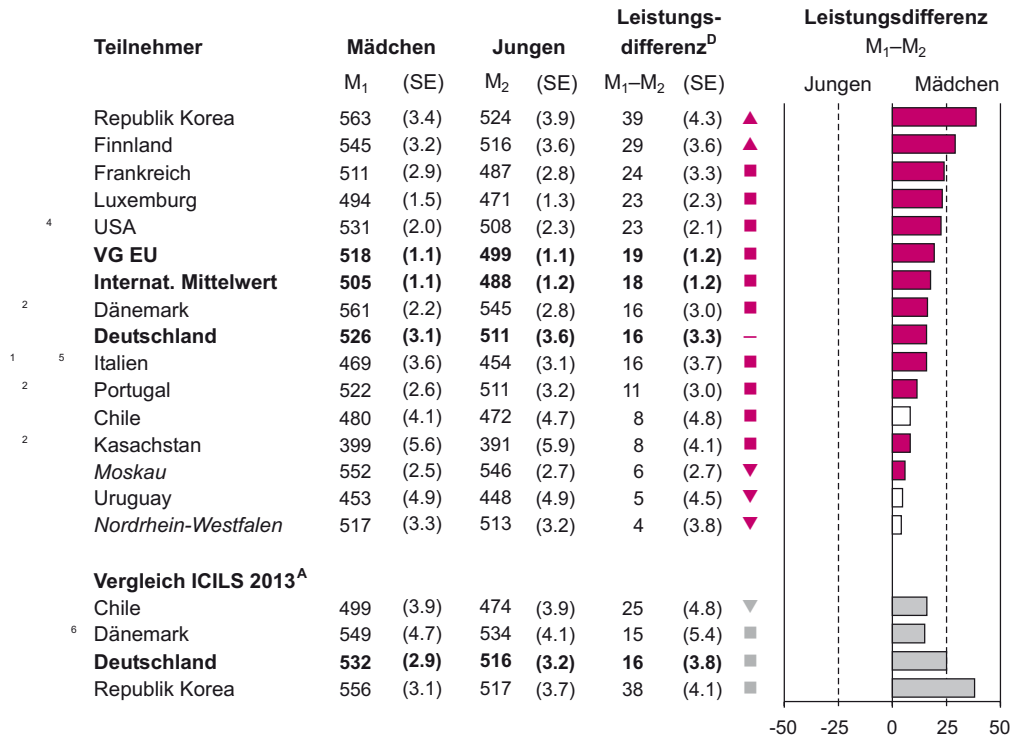 Leistungs- Leistungsdifferenz
Teilnehmer Mädchen Jungen differenzᴰ M₁–M₂
M₁ (SE) M₂ (SE) M₁–M₂ (SE) Jungen Mädchen
Republik Korea 563 (3.4) 524 (3.9) 39 (4.3) ▲
Finnland 545 (3.2) 516 (3.6) 29 (3.6) ▲
Frankreich 511 (2.9) 487 (2.8) 24 (3.3) ■
Luxemburg 494 (1.5) 471 (1.3) 23 (2.3) ■
⁴ USA 531 (2.0) 508 (2.3) 23 (2.1) ■
VG EU 518 (1.1) 499 (1.1) 19 (1.2) ■
Internat. Mittelwert 505 (1.1) 488 (1.2) 18 (1.2) ■
² Dänemark 561 (2.2) 545 (2.8) 16 (3.0) ■
Deutschland 526 (3.1) 511 (3.6) 16 (3.3) –
¹ ⁵ Italien 469 (3.6) 454 (3.1) 16 (3.7) ■
² Portugal 522 (2.6) 511 (3.2) 11 (3.0) ■
Chile 480 (4.1) 472 (4.7) 8 (4.8) ■
² Kasachstan 399 (5.6) 391 (5.9) 8 (4.1) ■
Moskau 552 (2.5) 546 (2.7) 6 (2.7) ▼
Uruguay 453 (4.9) 448 (4.9) 5 (4.5) ▼
Nordrhein-Westfalen 517 (3.3) 513 (3.2) 4 (3.8) ▼
Vergleich ICILS 2013ᴬ
Chile 499 (3.9) 474 (3.9) 25 (4.8) ▼
⁶ Dänemark 549 (4.7) 534 (4.1) 15 (5.4) ■
Deutschland 532 (2.9) 516 (3.2) 16 (3.8) ■
Republik Korea 556 (3.1) 517 (3.7) 38 (4.1) ■
-50 -25 0 25 50